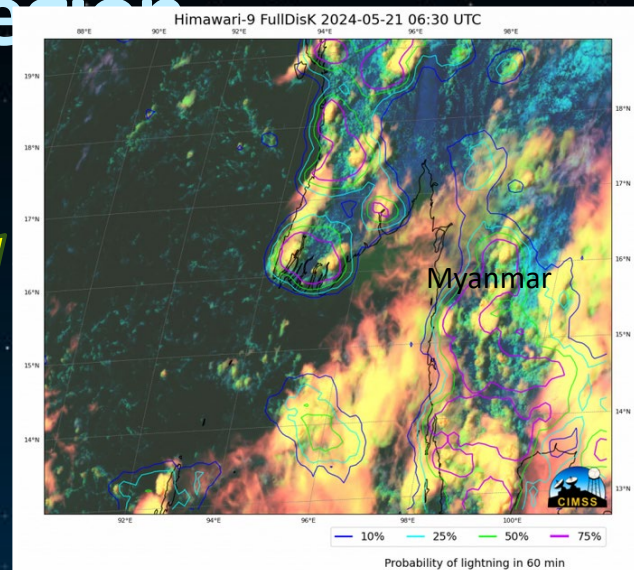 Himawari-9 FullDisK 2024-05-21 06:30 UTC
88°E 90°E 92°E 94°E 96°E 98°E
19°N
18°N
18°N
17°N
17°N
16°N
Myanmar
16°N
15°N
15°N
14°N
14°N
13°N
CIMSS
92°E 94°E 96°E 98°E 100°E
10% 25% 50% 75%
Probability of lightning in 60 min